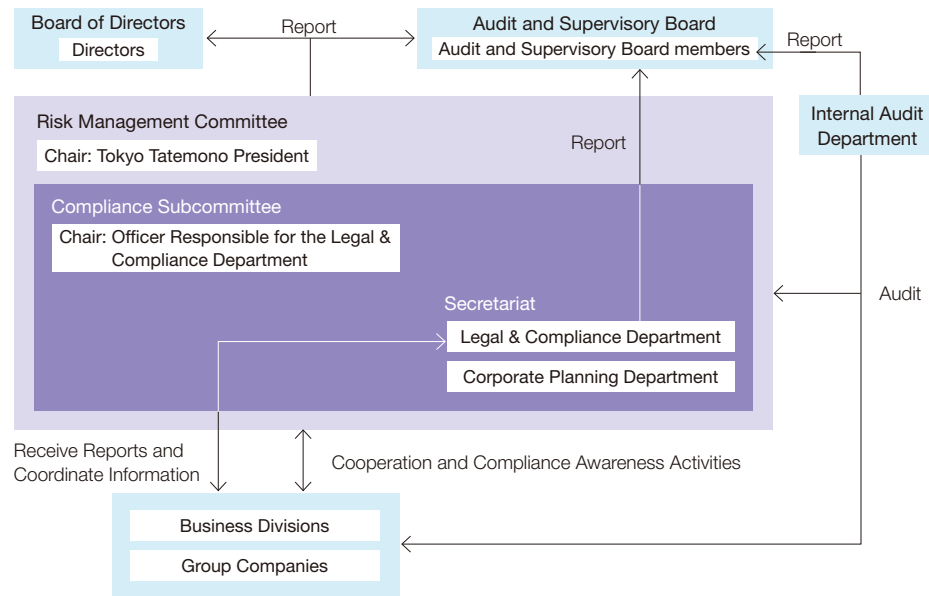 Board of Directors
Directors
Report
Audit and Supervisory Board
Audit and Supervisory Board members
Report
Internal Audit
Department
Risk Management Committee
Chair: Tokyo Tatemono President
Report
Compliance Subcommittee
Chair: Officer Responsible for the Legal &
Compliance Department
Audit
Secretariat
Legal & Compliance Department
Corporate Planning Department
Receive Reports and
Coordinate Information
Cooperation and Compliance Awareness Activities
Business Divisions
Group Companies